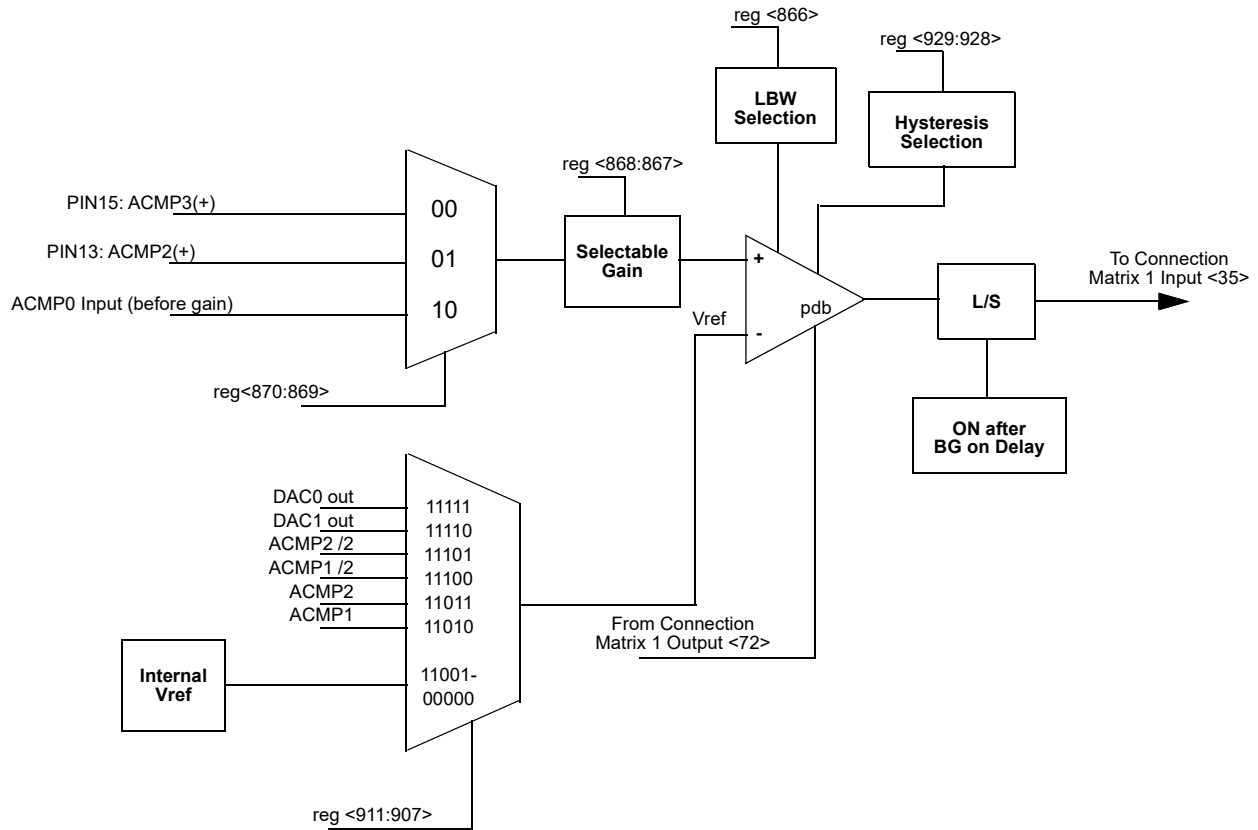 reg <866>
reg <929:928>
LBW
Selection
Hysteresis
Selection
reg <868:867>
PIN15: ACMP3(+)
00
PIN13: ACMP2(+)
01
ACMP0 Input (before gain)
10
Selectable
Gain
+
To Connection
Matrix 1 Input <35>
L/S
pdb
Vref
-
reg<870:869>
ON after
BG on Delay
DAC0 out
11111
DAC1 out
11110
ACMP2 /2
11101
ACMP1 /2
11100
ACMP2
11011
ACMP1
11010
From Connection
Matrix 1 Output <72>
Internal
Vref
11001-
00000
reg <911:907>